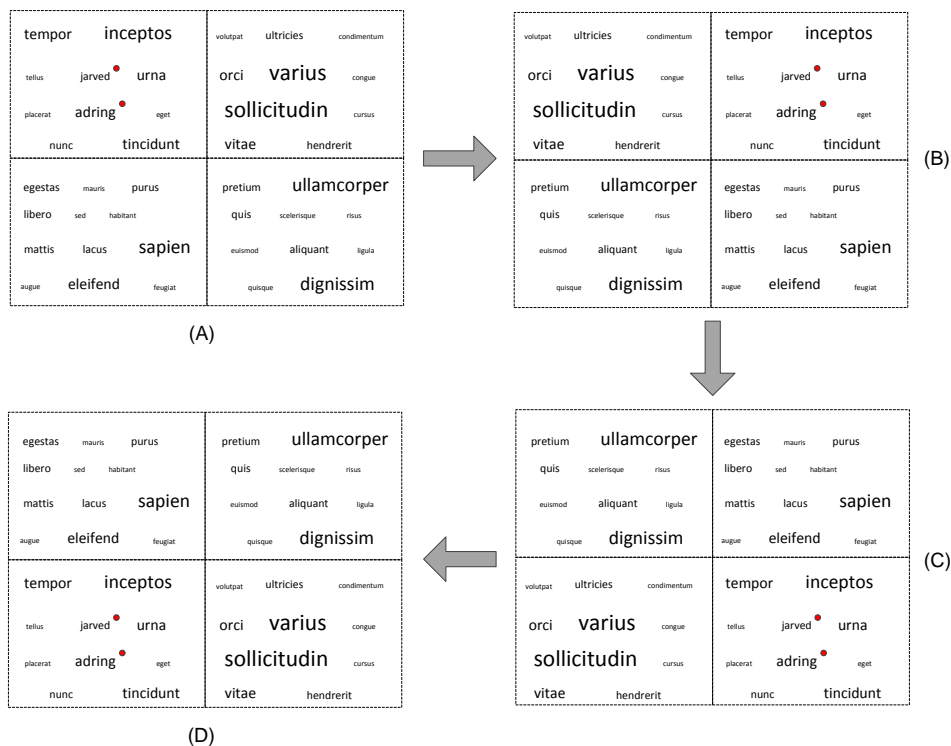 tempor inceptos
tellus jarved urna
placerat adring eget
nunc tincidunt
volutpat ultricies condimentum
orci varius congue
sollicitudin cursus
vitae hendrerit
egestas mauris purus
libero sed habitant
mattis lacus sapien
augue eleifend feugiat
pretium ullamcorper
quis scelerisque risus
euismod aliquant ligula
quisque dignissim
(A)
volutpat ultricies condimentum
orci varius congue
sollicitudin cursus
vitae hendrerit
tempor inceptos
tellus jarved urna
placerat adring eget
nunc tincidunt
pretium ullamcorper
quis scelerisque risus
euismod aliquant ligula
quisque dignissim
egestas mauris purus
libero sed habitant
mattis lacus sapien
augue eleifend feugiat
(B)
egestas mauris purus
libero sed habitant
mattis lacus sapien
augue eleifend feugiat
pretium ullamcorper
quis scelerisque risus
euismod aliquant ligula
quisque dignissim
tempor inceptos
tellus jarved urna
placerat adring eget
nunc tincidunt
volutpat ultricies condimentum
orci varius congue
sollicitudin cursus
vitae hendrerit
(D)
pretium ullamcorper
quis scelerisque risus
euismod aliquant ligula
quisque dignissim
egestas mauris purus
libero sed habitant
mattis lacus sapien
augue eleifend feugiat
volutpat ultricies condimentum
orci varius congue
sollicitudin cursus
vitae hendrerit
tempor inceptos
tellus jarved urna
placerat adring eget
nunc tincidunt
(C)